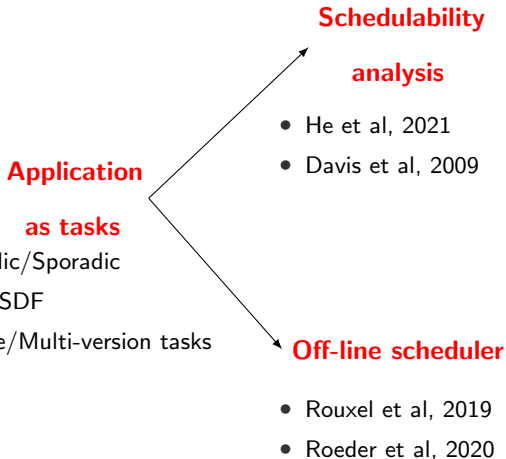 Schedulability
analysis
• He et al, 2021
• Davis et al, 2009
Application
as tasks
lic/Sporadic
SDF
e/Multi-version tasks
Off-line scheduler
• Rouxel et al, 2019
• Roeder et al, 2020